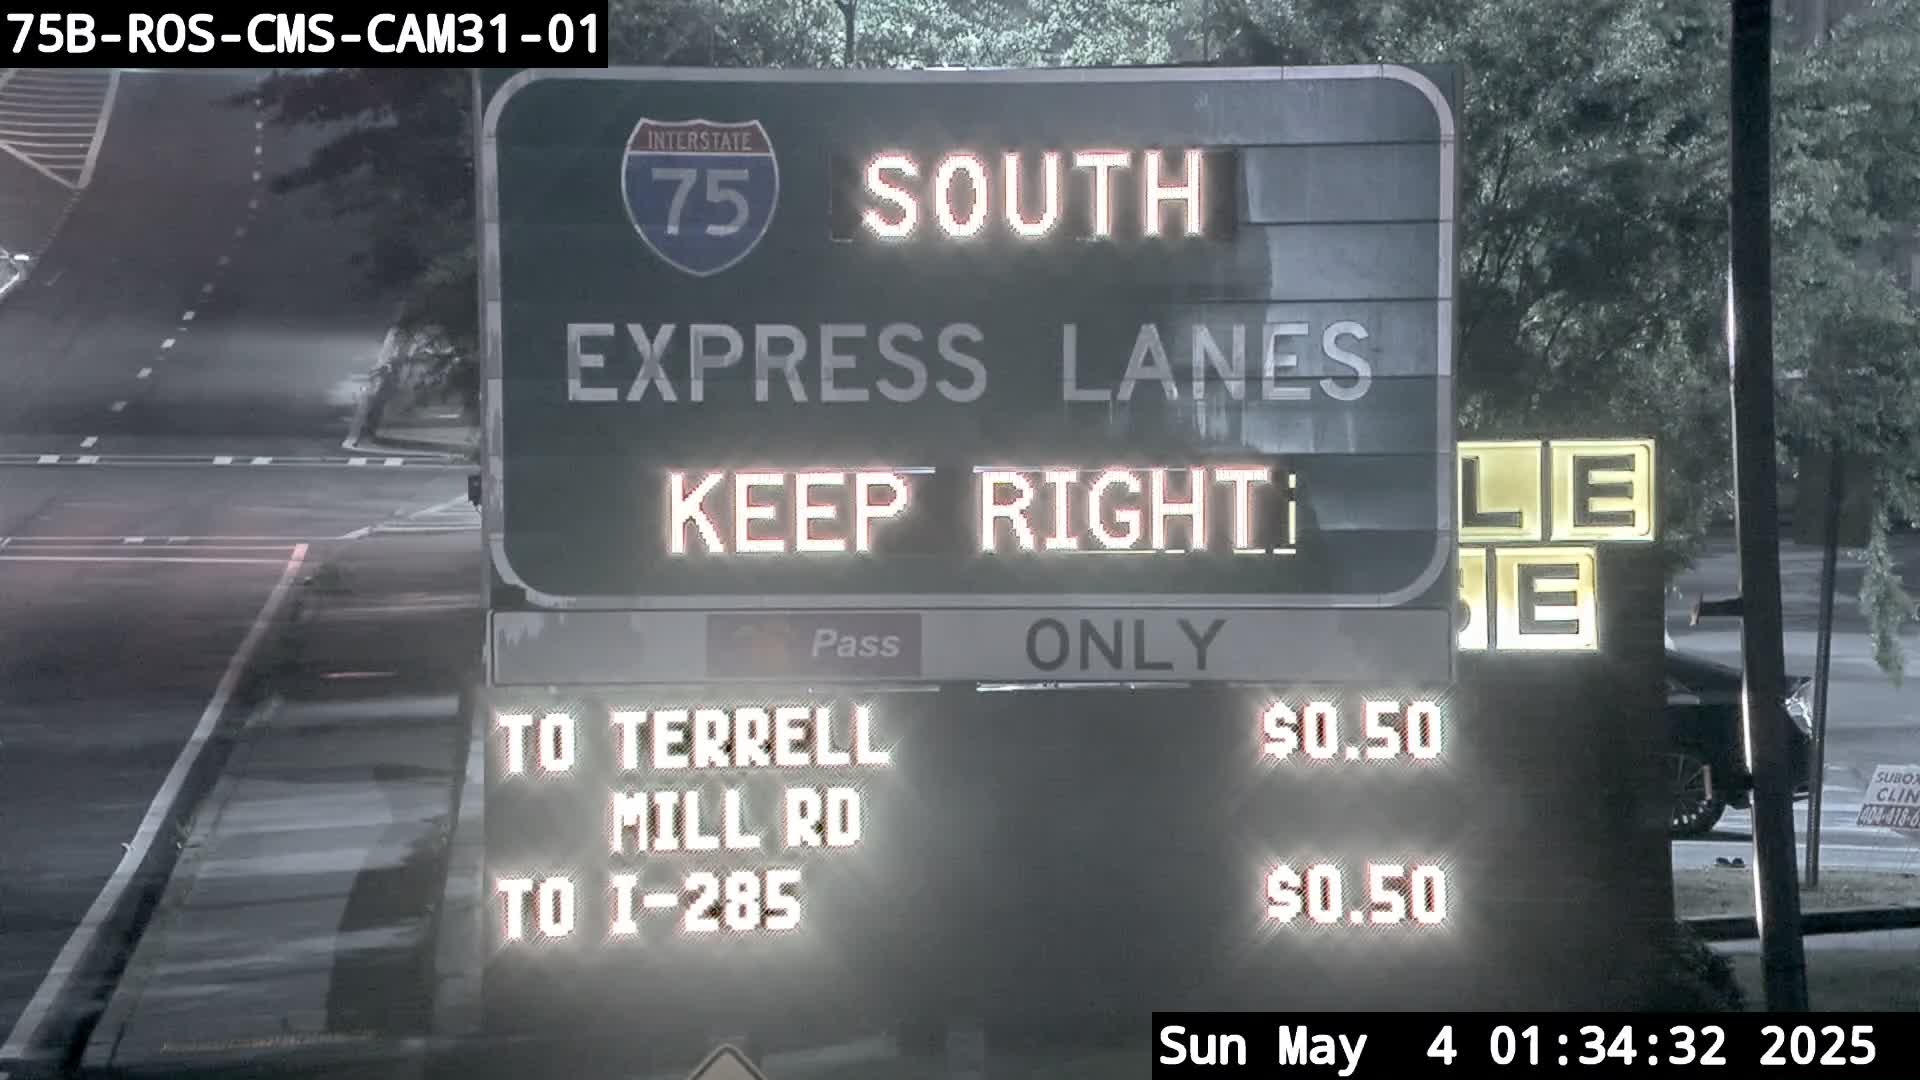 75B-ROS-CMS-CAM31-01
INTERSTATE
75
SOUTH
EXPRESS LANES
KEEP RIGHT
Pass ONLY
TO TERRELL $0.50
MILL RD
TO I-285 $0.50
LE
E
Sun May 4 01:34:32 2025